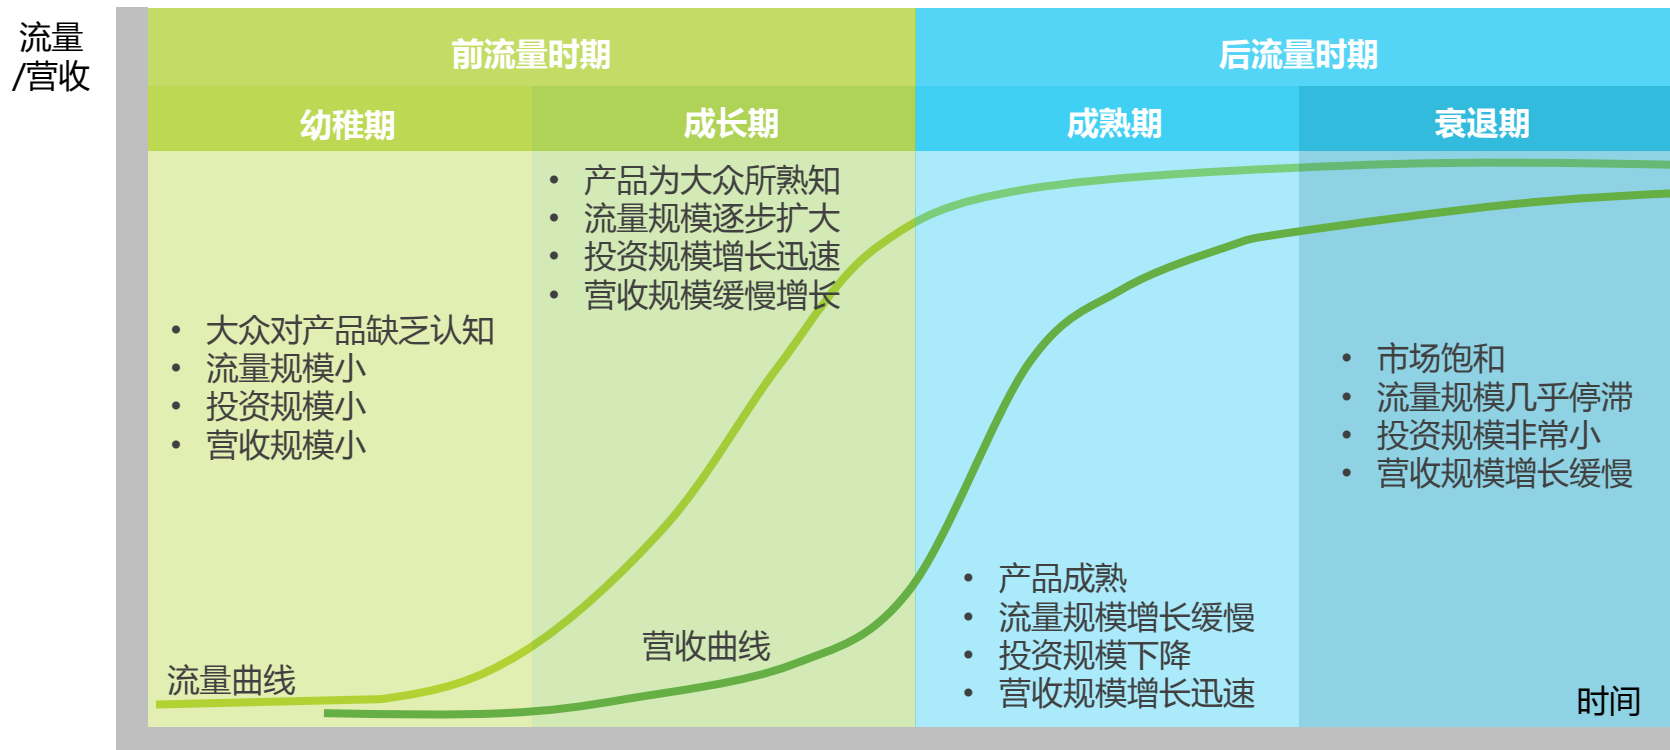 流量
/营收
前流量时期
后流量时期
幼稚期
成长期
成熟期
衰退期
• 大众对产品缺乏认知
• 流量规模小
• 投资规模小
• 营收规模小
• 产品为大众所熟知
• 流量规模逐步扩大
• 投资规模增长迅速
• 营收规模缓慢增长
• 产品成熟
• 流量规模增长缓慢
• 投资规模下降
• 营收规模增长迅速
• 市场饱和
• 流量规模几乎停滞
• 投资规模非常小
• 营收规模增长缓慢
流量曲线
营收曲线
时间